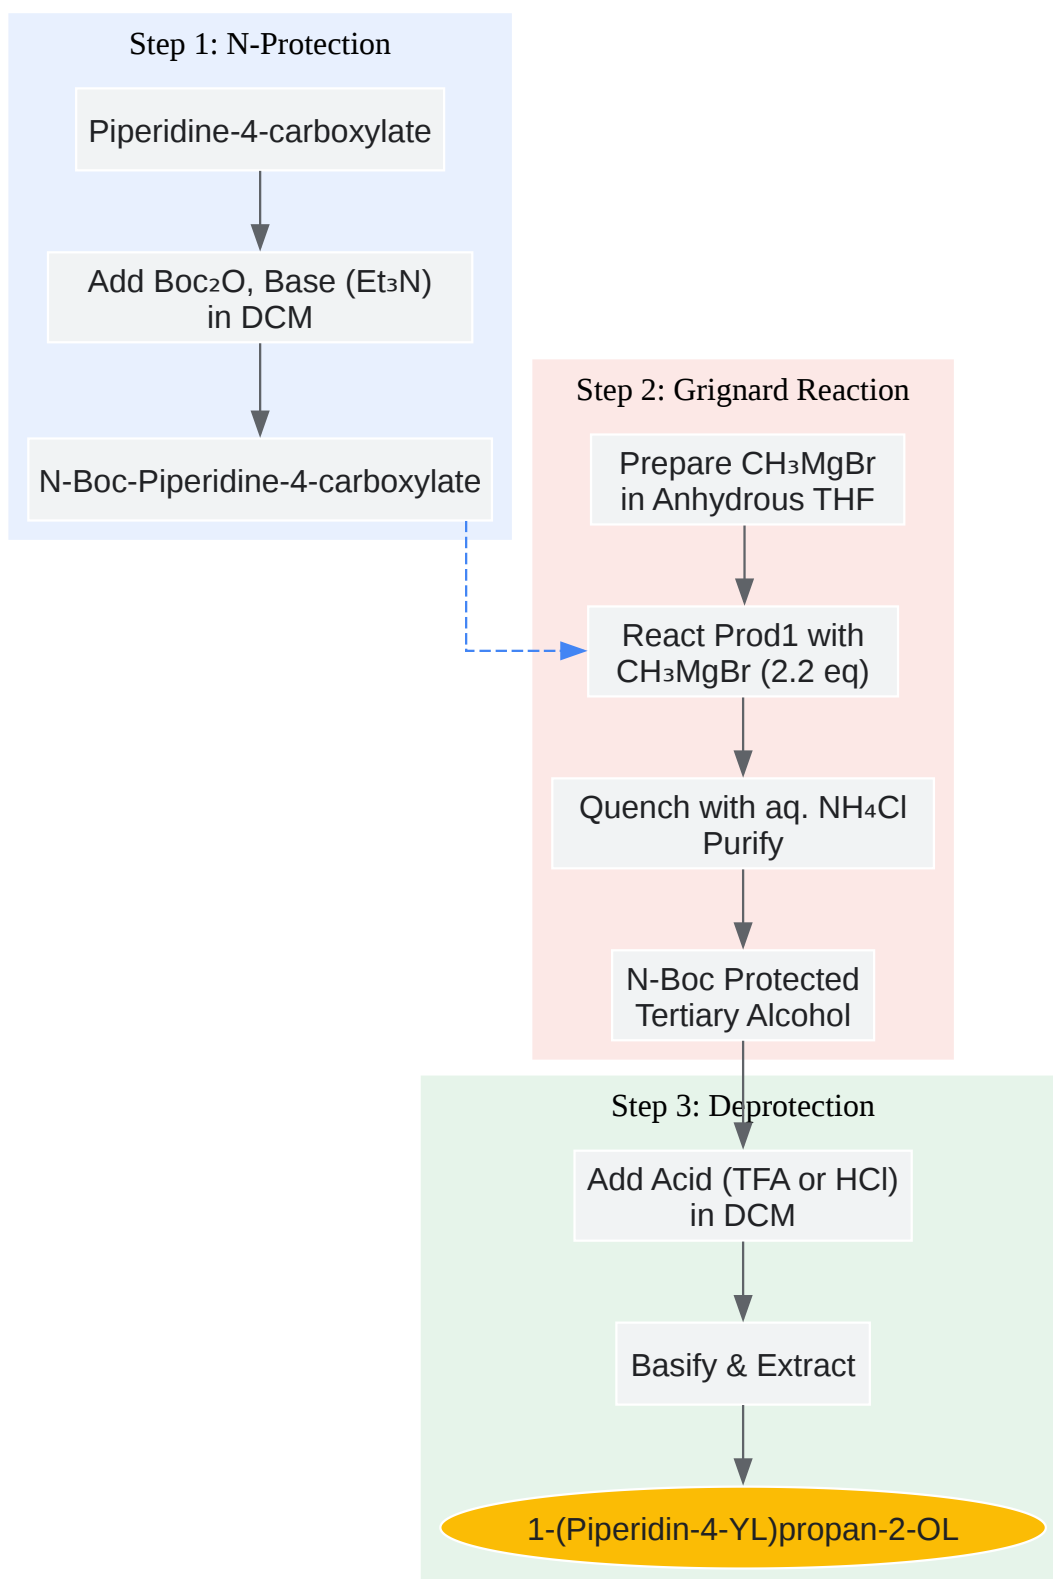 Step 1: N-Protection
Piperidine-4-carboxylate
Add Boc₂O, Base (Et₃N)
in DCM
N-Boc-Piperidine-4-carboxylate
Step 2: Grignard Reaction
Prepare CH₃MgBr
in Anhydrous THF
React Prod1 with
CH₃MgBr (2.2 eq)
Quench with aq. NH₄Cl
Purify
N-Boc Protected
Tertiary Alcohol
Step 3: Deprotection
Add Acid (TFA or HCl)
in DCM
Basify & Extract
1-(Piperidin-4-YL)propan-2-OL